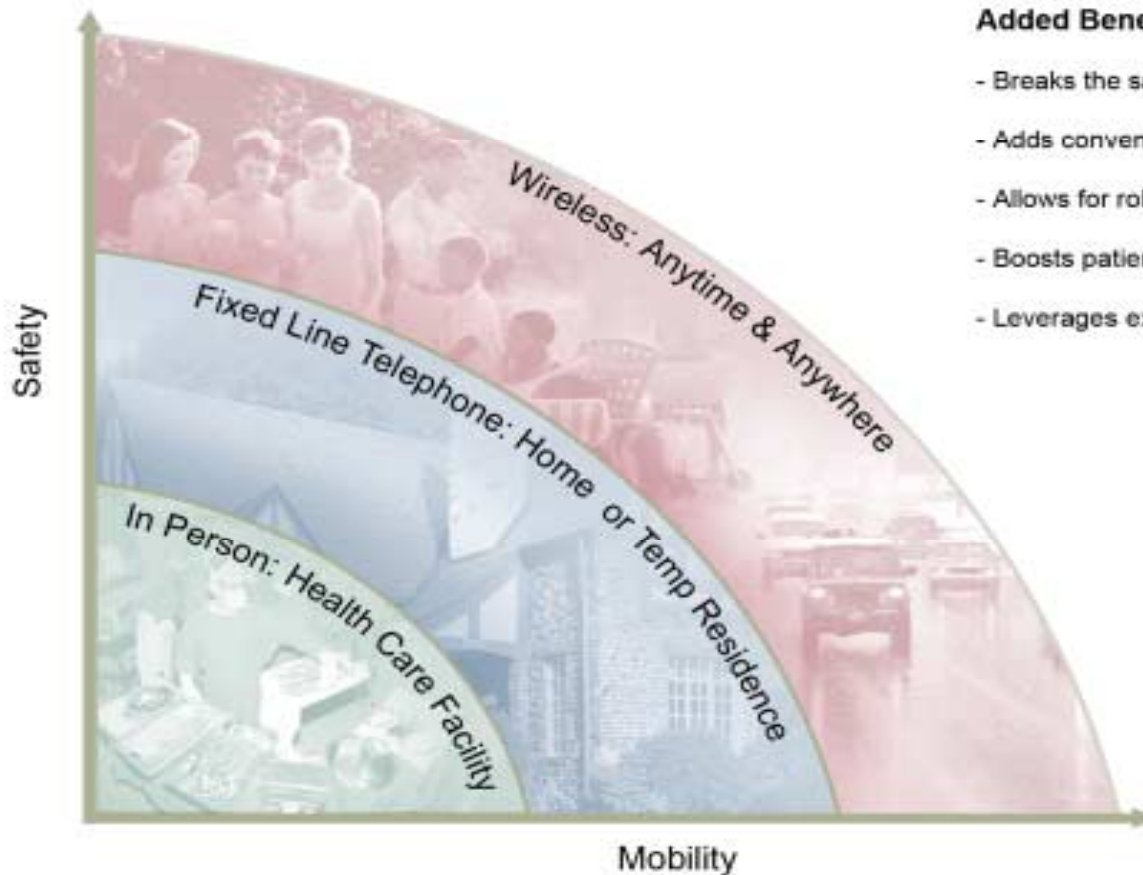 Added Bene
- Breaks the sa
- Adds conven
- Allows for rol
- Boosts patien
- Leverages ex
Wireless: Anytime & Anywhere
Fixed Line Telephone: Home or Temp Residence
In Person: Health Care Facility
Safety
Mobility